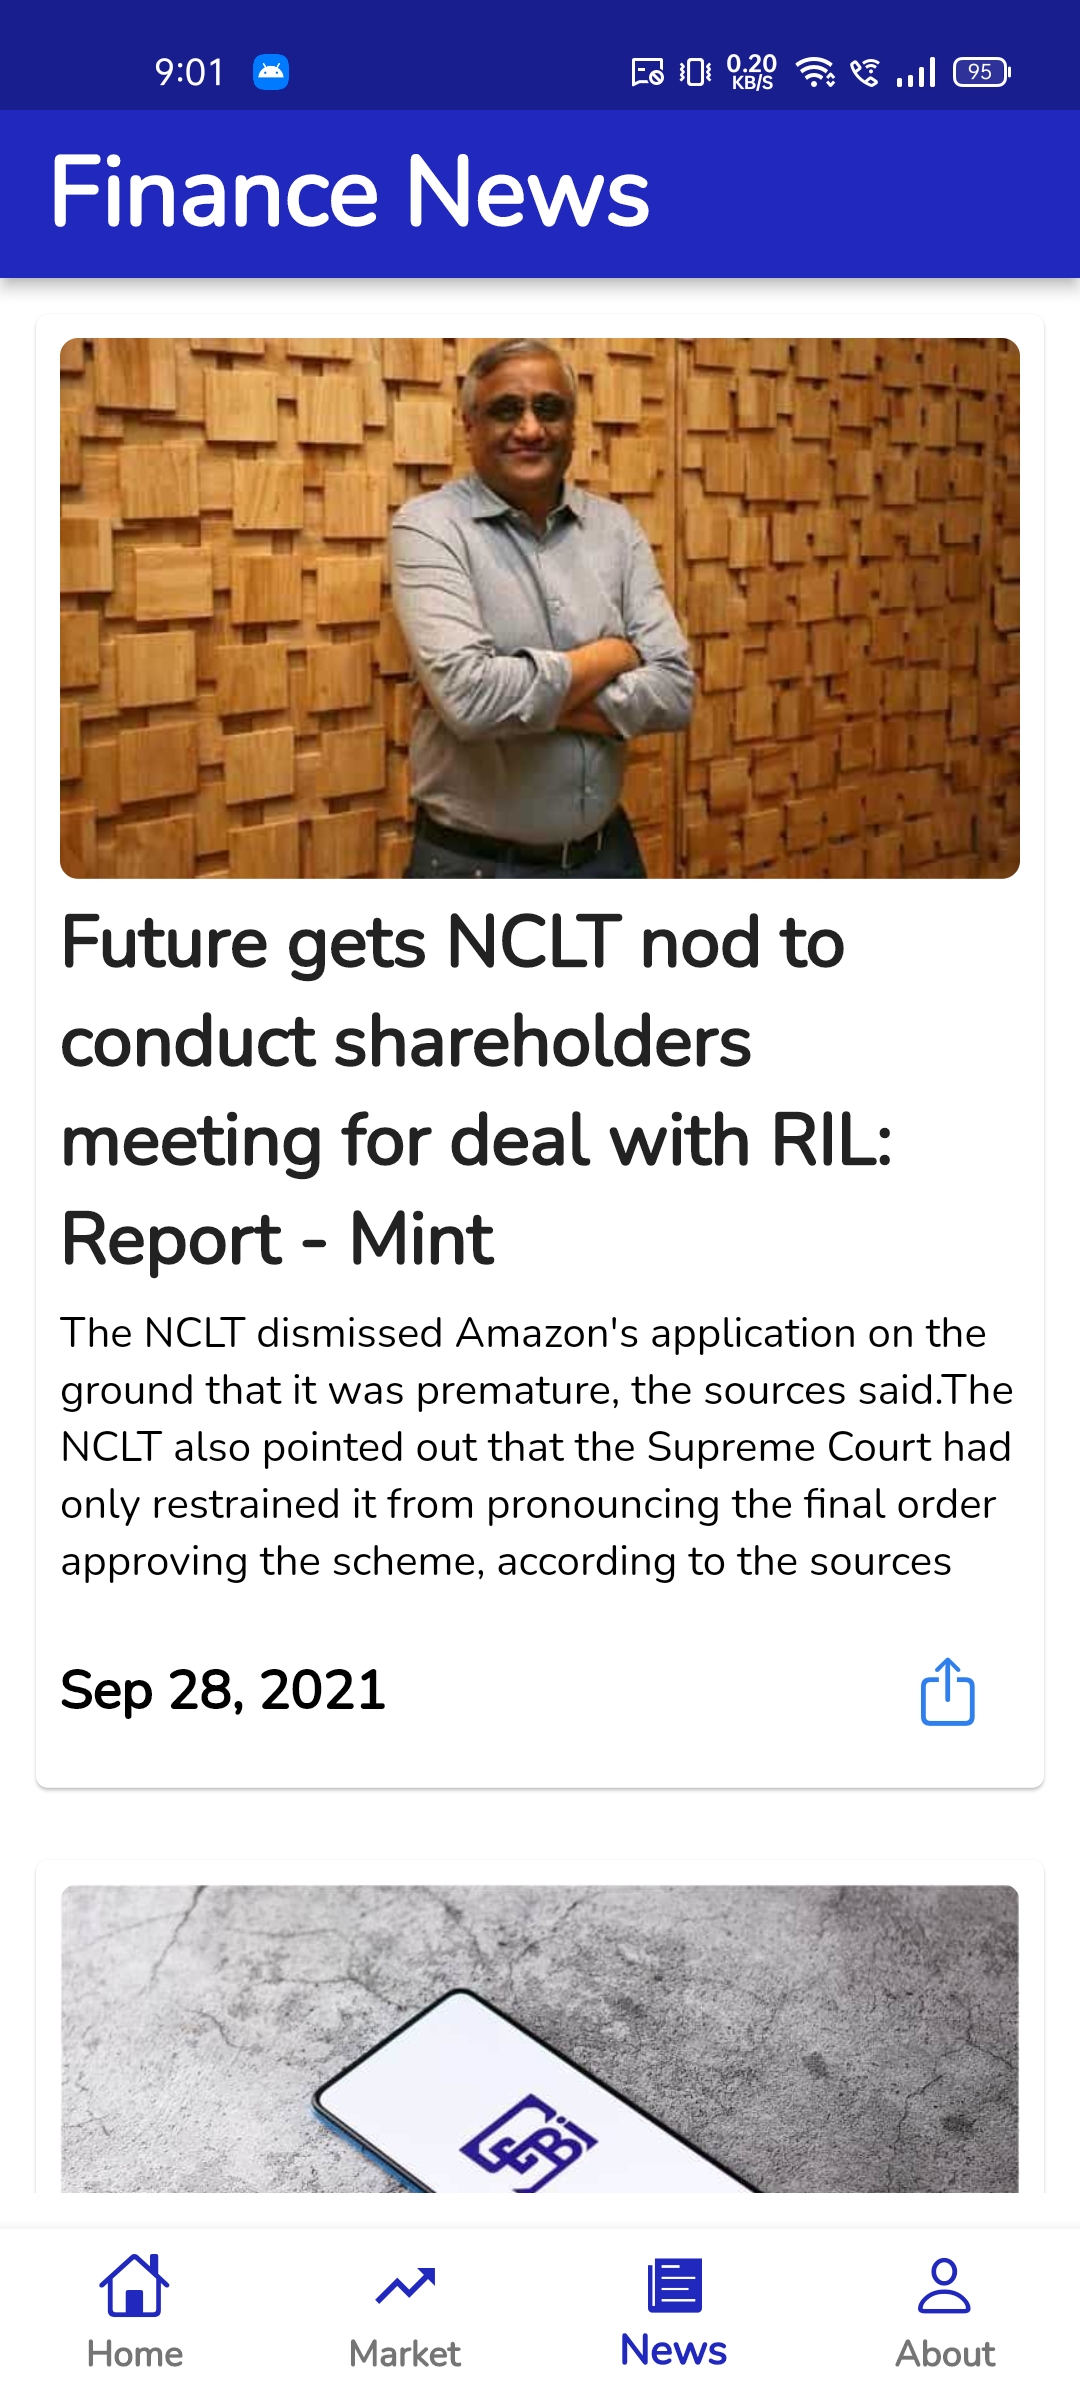 9:01
0.20
KB/S
95
Finance News
Future gets NCLT nod to
conduct shareholders
meeting for deal with RIL:
Report - Mint
The NCLT dismissed Amazon's application on the
ground that it was premature, the sources said.The
NCLT also pointed out that the Supreme Court had
only restrained it from pronouncing the final order
approving the scheme, according to the sources
Sep 28, 2021
SEBI
Home
Market
News
About